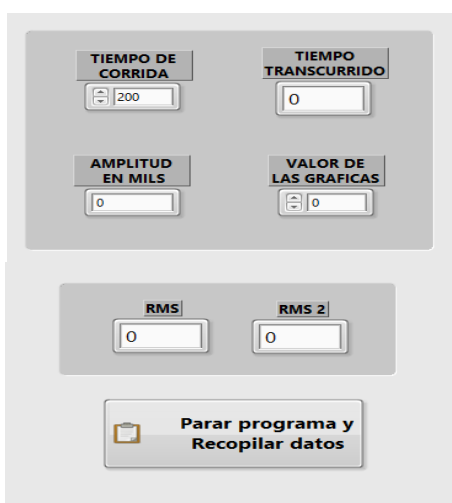 TIEMPO DE
CORRIDA
200
TIEMPO
TRANSCURRIDO
0
AMPLITUD
EN MILS
0
VALOR DE
LAS GRAFICAS
0
RMS
0
RMS 2
0
Parar programa y
Recopilar datos